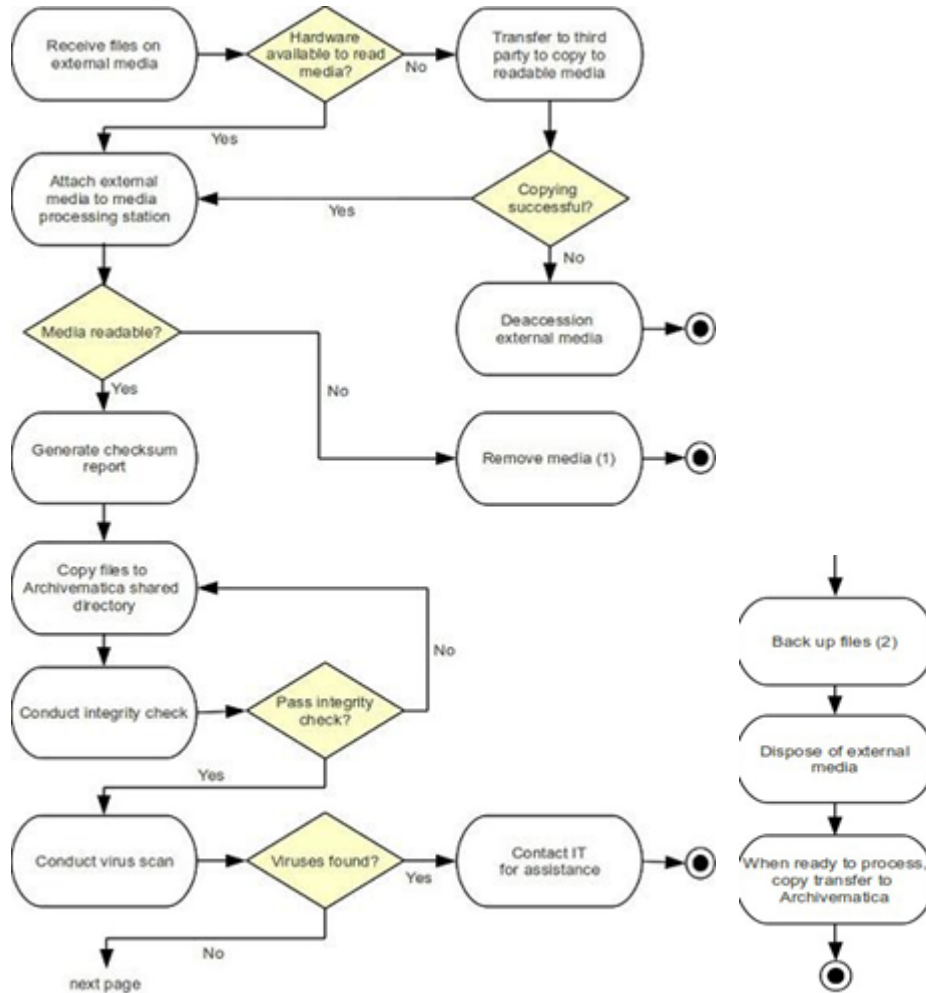 Receive files on
external media
Hardware
available to read
media?
No
Transfer to third
party to copy to
readable media
Yes
Attach external
media to media
processing station
Yes
Copying
successful?
No
Deaccession
external media
Media readable?
No
Yes
Generate checksum
report
Remove media (1)
Copy files to
Archivematica shared
directory
No
Conduct integrity check
Pass integrity
check?
Yes
Conduct virus scan
Viruses found?
Yes
Contact IT
for assistance
No
next page
Back up files (2)
Dispose of external
media
When ready to process,
copy transfer to
Archivematica